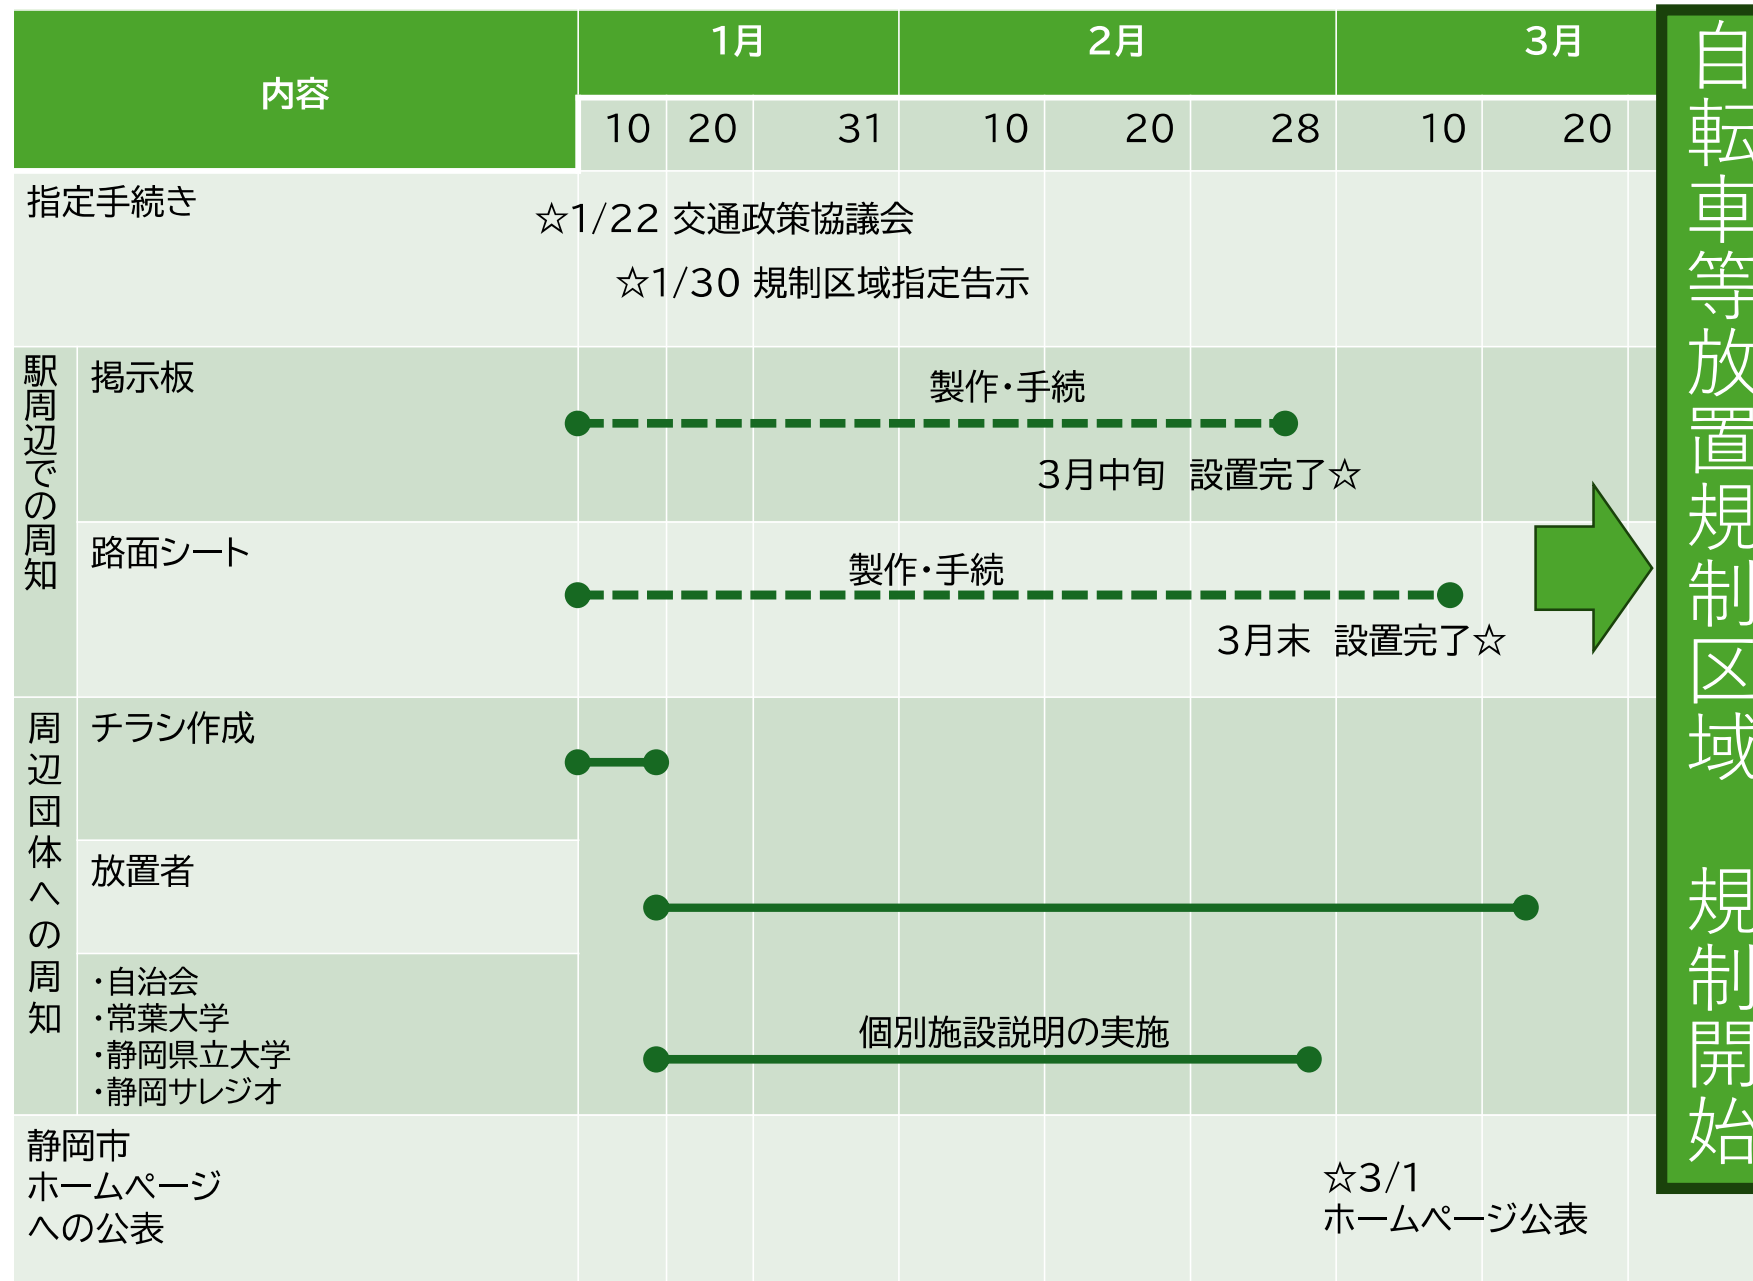 内容
1月
2月
3月
10
20
31
10
20
28
10
20
指定手続き
☆1/22 交通政策協議会
☆1/30 規制区域指定告示
駅周辺での周知
掲示板
製作・手続
3月中旬 設置完了☆
路面シート
製作・手続
3月末 設置完了☆
周辺団体への周知
チラシ作成
放置者
・自治会
・常葉大学
・静岡県立大学
・静岡サレジオ
個別施設説明の実施
静岡市
ホームページ
への公表
☆3/1
ホームページ公表
自転車等放置規制区域 規制開始